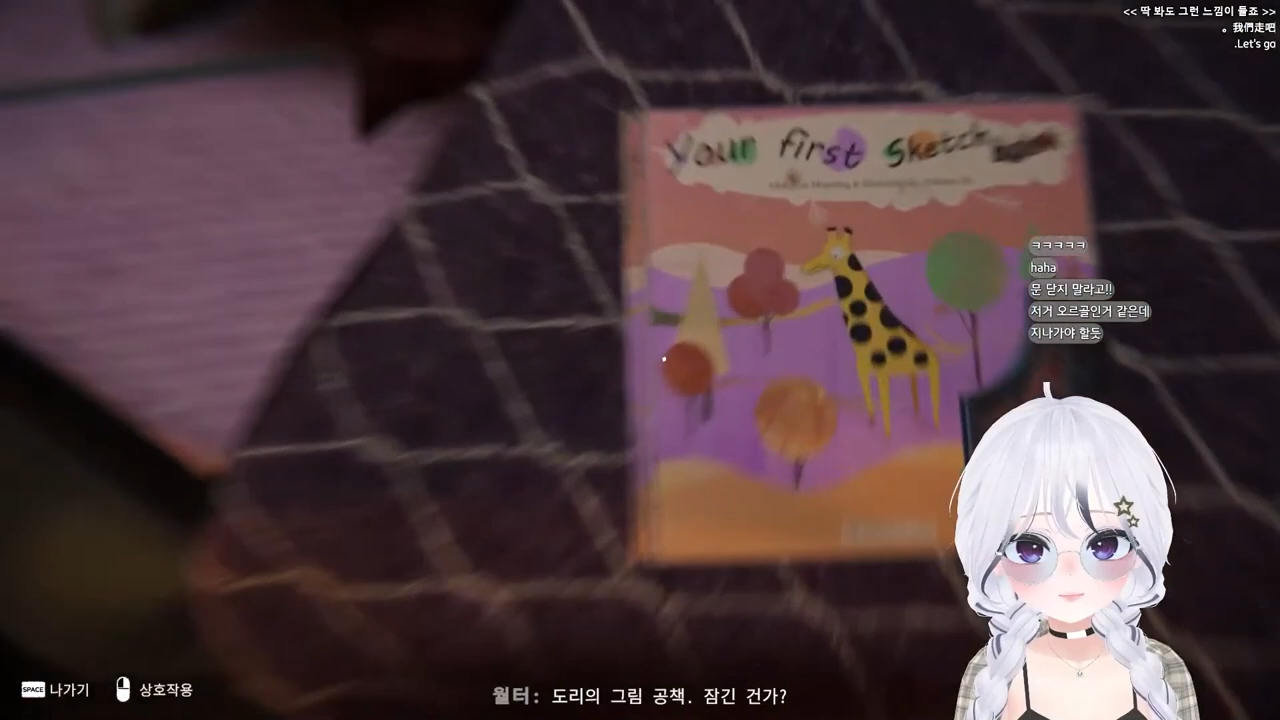 << 딱 봐도 그런 느낌이 들죠 >>
。我們走吧
.Let's go
Your first Sketch
ㅋㅋㅋㅋㅋ
haha
문 닫지 말라고!!
저거 오르골인거 같은데
지나가야 할듯
SPACE 나가기 상호작용
월터: 도리의 그림 공책. 잠긴 건가?